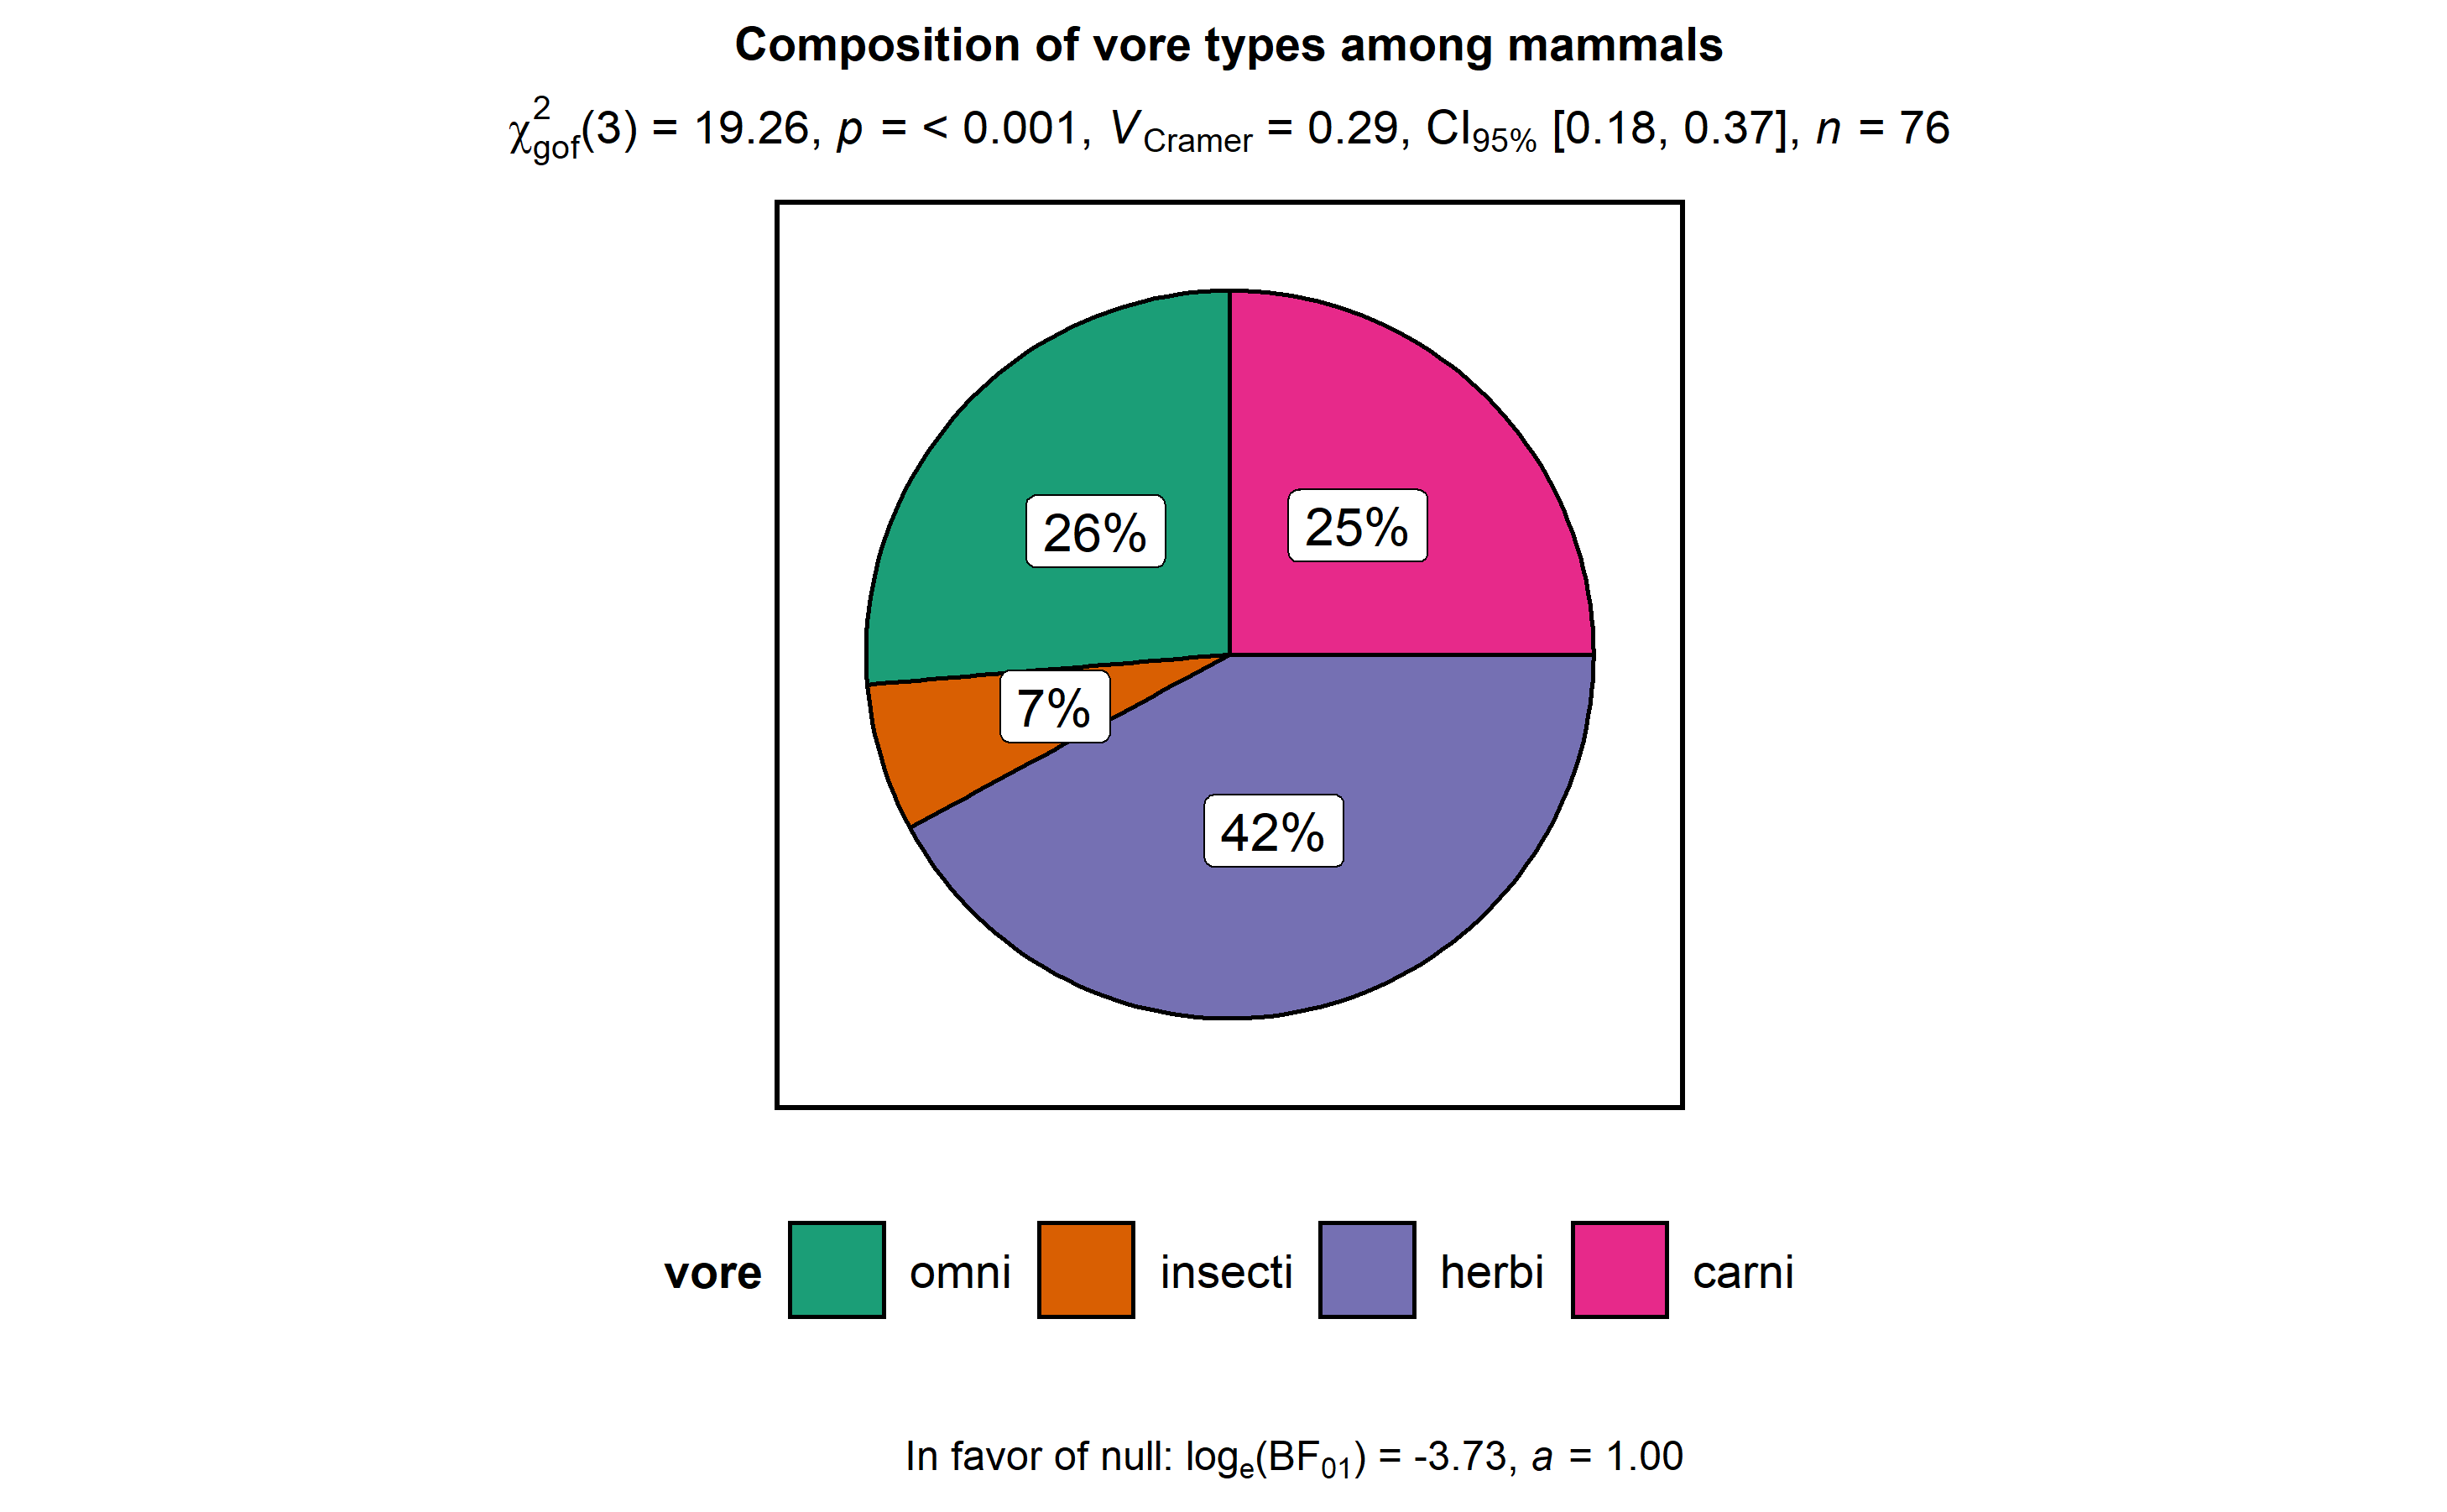 Composition of vore types among mammals
χ²gof(3) = 19.26, p = < 0.001, VCramer = 0.29, CI95% [0.18, 0.37], n = 76
26%
25%
7%
42%
vore omni insecti herbi carni
In favor of null: loge(BF01) = -3.73, a = 1.00